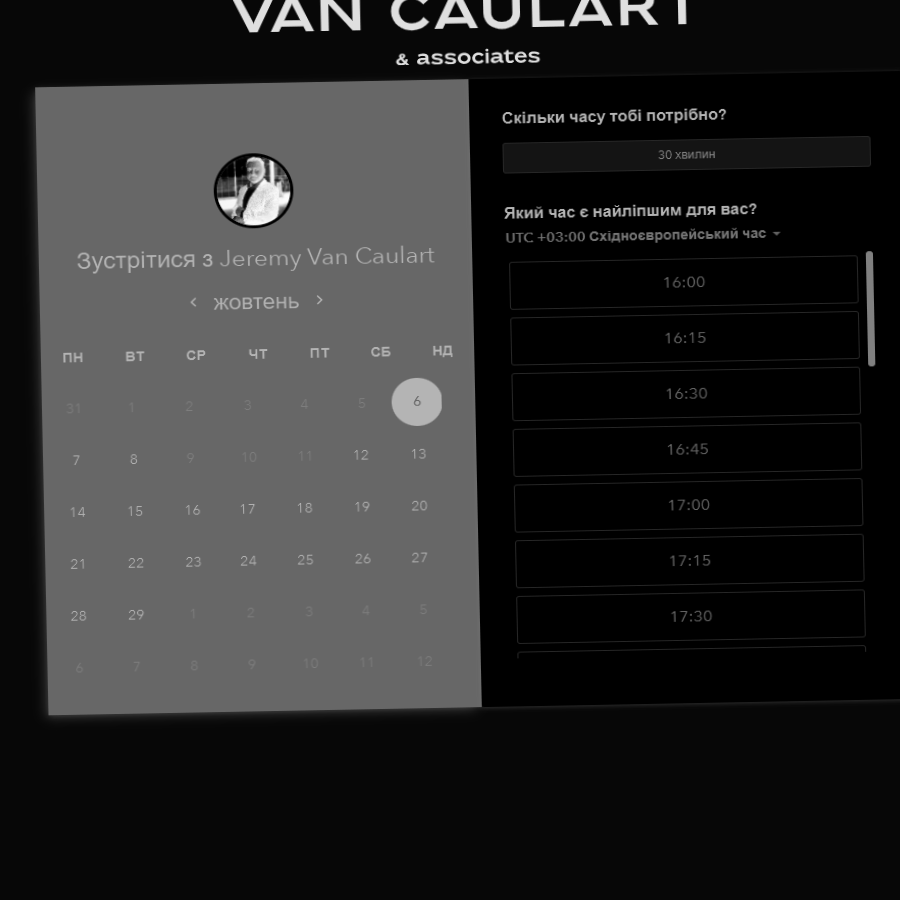 VAN CAULART
& associates
Зустрітися з Jeremy Van Caulart
жовтень
ПН ВТ СР ЧТ ПТ СБ НД
31 1 2 3 4 5 6
7 8 9 10 11 12 13
14 15 16 17 18 19 20
21 22 23 24 25 26 27
28 29 1 2 3 4 5
6 7 8 9 10 11 12
Скільки часу тобі потрібно?
30 хвилин
Який час є найліпшим для вас?
UTC +03:00 Східноєвропейський час
16:00
16:15
16:30
16:45
17:00
17:15
17:30